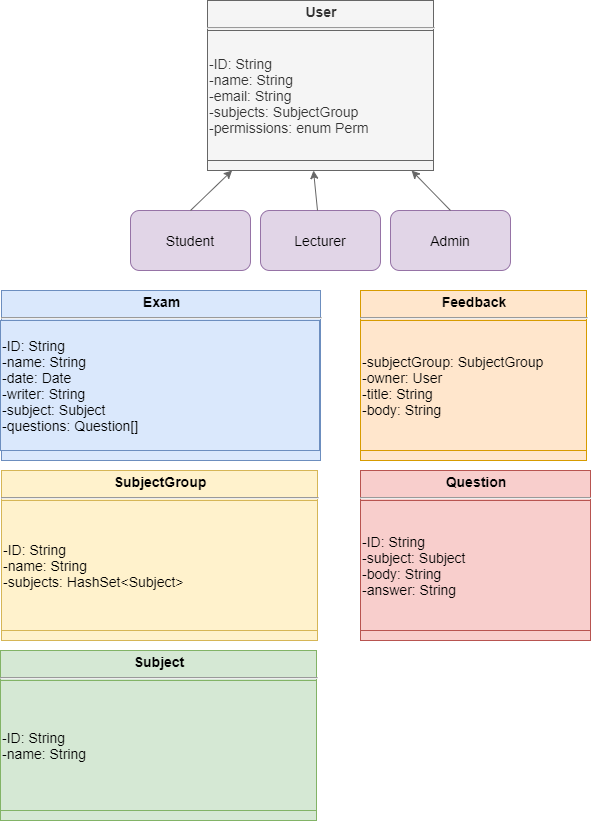 User
-ID: String
-name: String
-email: String
-subjects: SubjectGroup
-permissions: enum Perm
Student
Lecturer
Admin
Exam
-ID: String
-name: String
-date: Date
-writer: String
-subject: Subject
-questions: Question[]
Feedback
-subjectGroup: SubjectGroup
-owner: User
-title: String
-body: String
SubjectGroup
-ID: String
-name: String
-subjects: HashSet<Subject>
Question
-ID: String
-subject: Subject
-body: String
-answer: String
Subject
-ID: String
-name: String